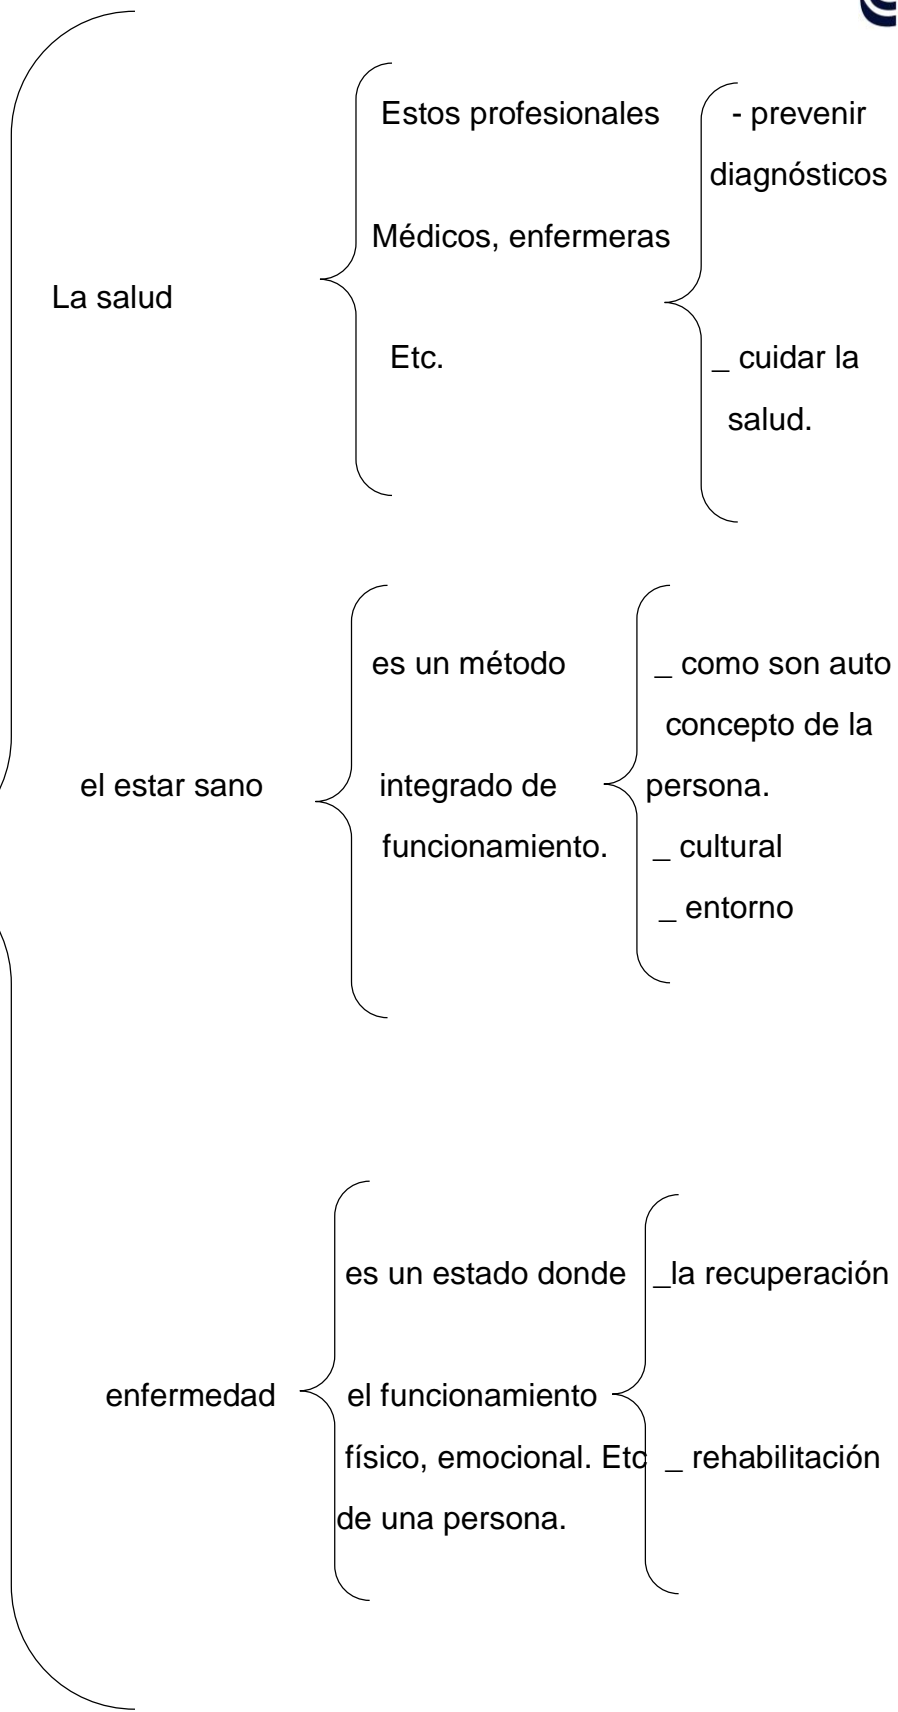 Estos profesionales
Médicos, enfermeras
Etc.
- prevenir
diagnósticos
_ cuidar la
salud.
La salud
es un método
integrado de
funcionamiento.
_ como son auto
concepto de la
persona.
_ cultural
_ entorno
el estar sano
es un estado donde
el funcionamiento
físico, emocional. Etc
de una persona.
_la recuperación
_ rehabilitación
enfermedad